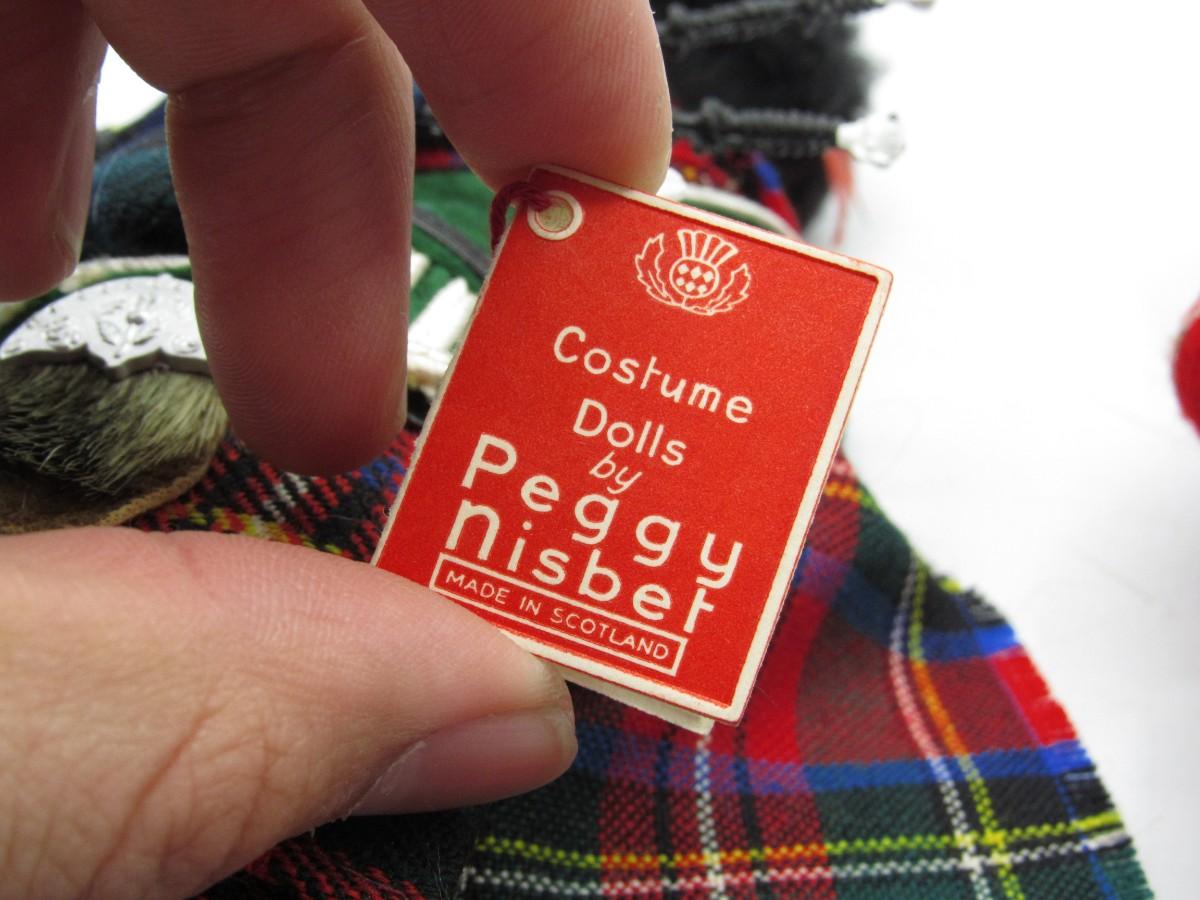 Costume
Dolls
by
Peggy
nisbet
MADE IN SCOTLAND